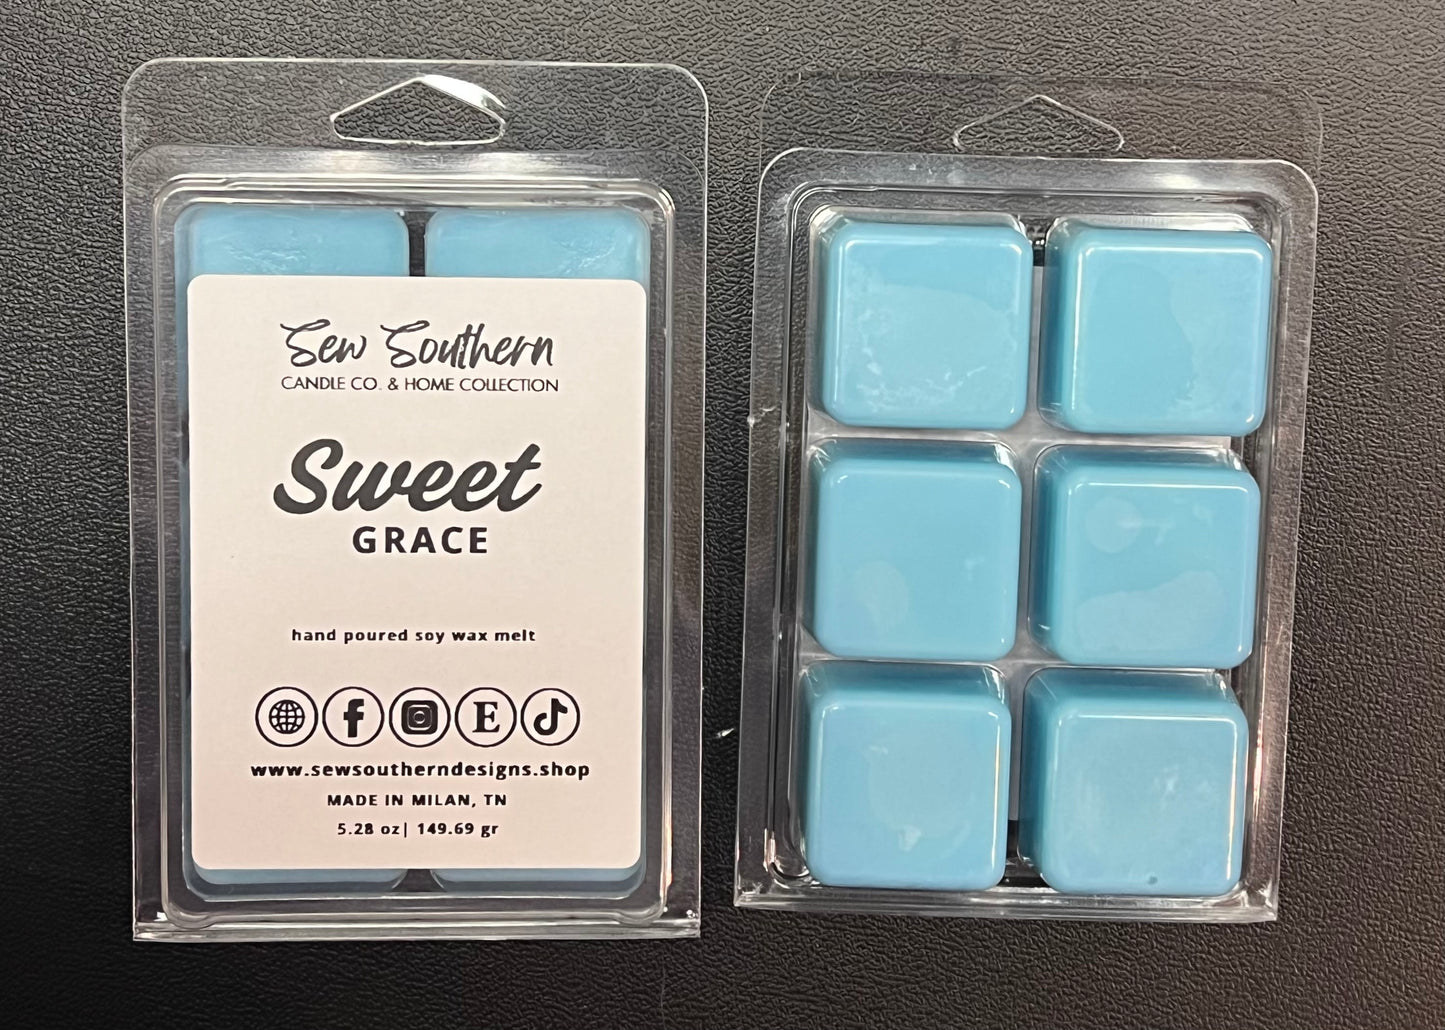 Sew Southern
CANDLE CO. & HOME COLLECTION
Sweet
GRACE
hand poured soy wax melt
f E
www.sewsoutherndesigns.shop
MADE IN MILAN, TN
5.28 oz| 149.69 gr